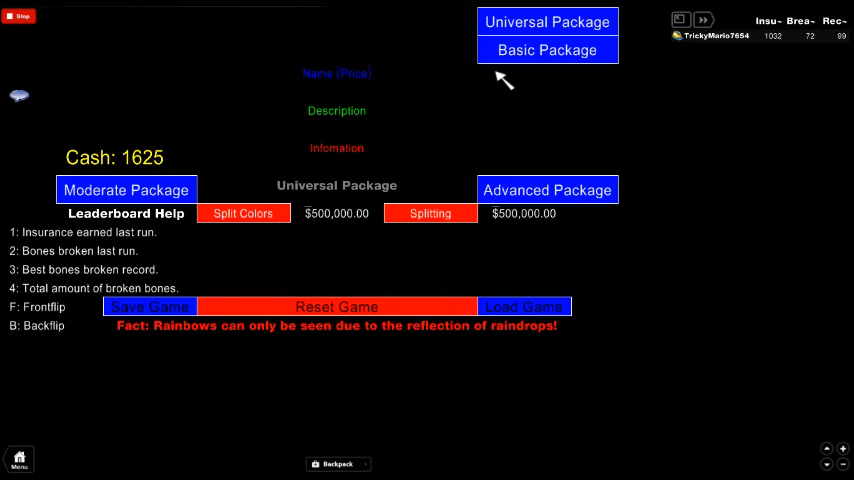 Stop
Universal Package
Insu~ Brea~ Rec~
TrickyMario7654 1032 72 99
Basic Package
Name (Price)
Description
Infomation
Cash: 1625
Moderate Package
Universal Package
Advanced Package
Leaderboard Help
Split Colors
$500,000.00
Splitting
$500,000.00
1: Insurance earned last run.
2: Bones broken last run.
3: Best bones broken record.
4: Total amount of broken bones.
F: Frontflip
Save Game
Reset Game
Load Game
B: Backflip
Fact: Rainbows can only be seen due to the reflection of raindrops!
Menu
Backpack